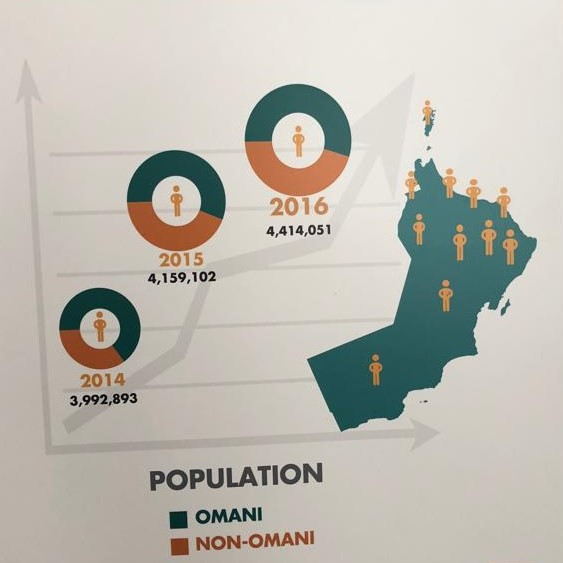 2016
4,414,051
2015
4,159,102
2014
3,992,893
POPULATION
OMANI
NON-OMANI